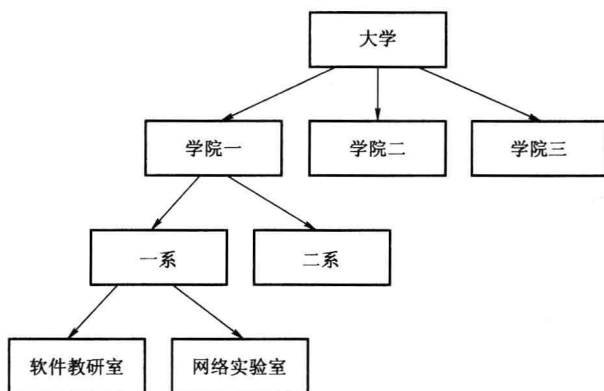 大学
学院一
学院二
学院三
一系
二系
软件教研室
网络实验室